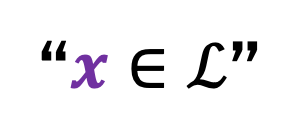 “𝒙 ∈ ℒ”